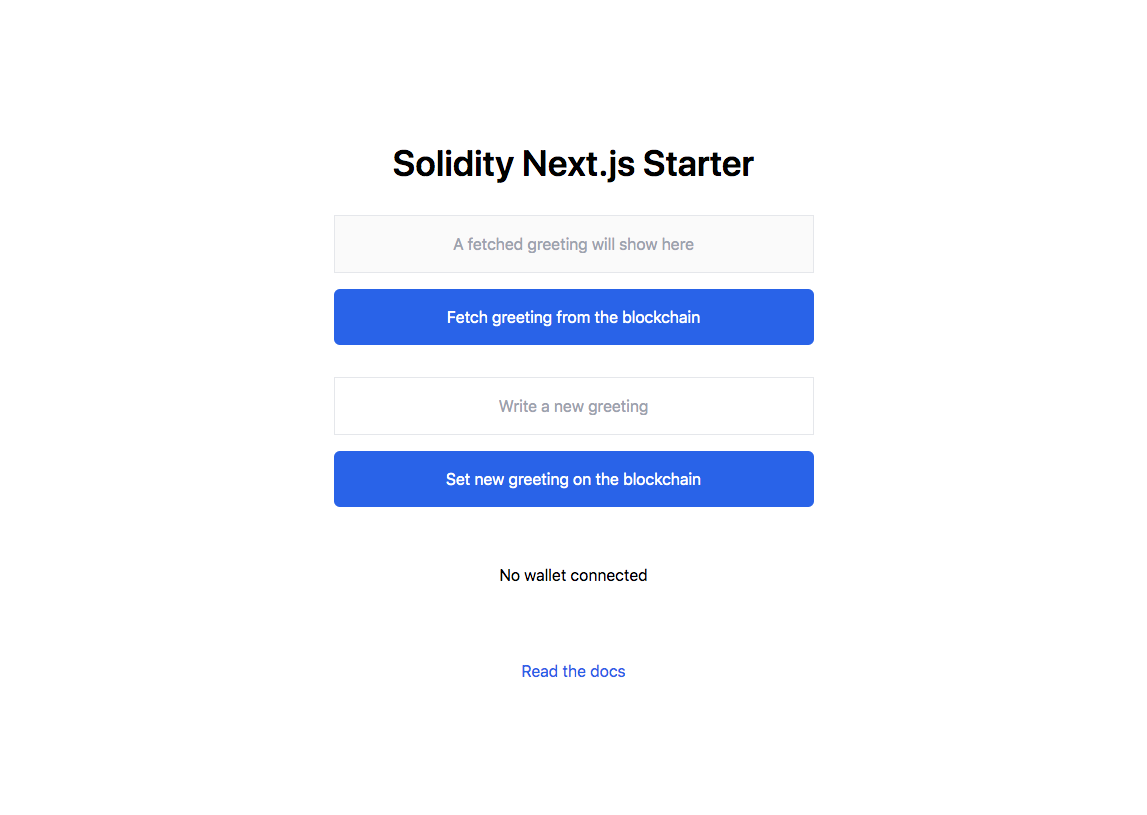 Solidity Next.js Starter
A fetched greeting will show here
Fetch greeting from the blockchain
Write a new greeting
Set new greeting on the blockchain
No wallet connected
Read the docs